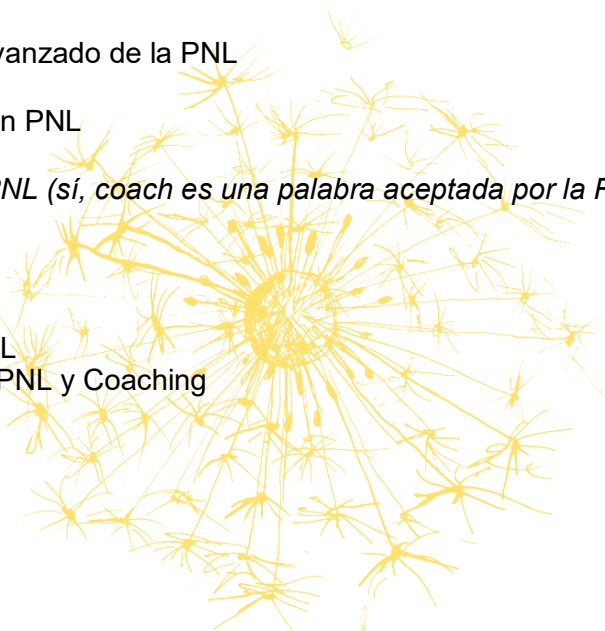 vanzado de la PNL
n PNL
PNL (sí, coach es una palabra aceptada por la
L
PNL y Coaching